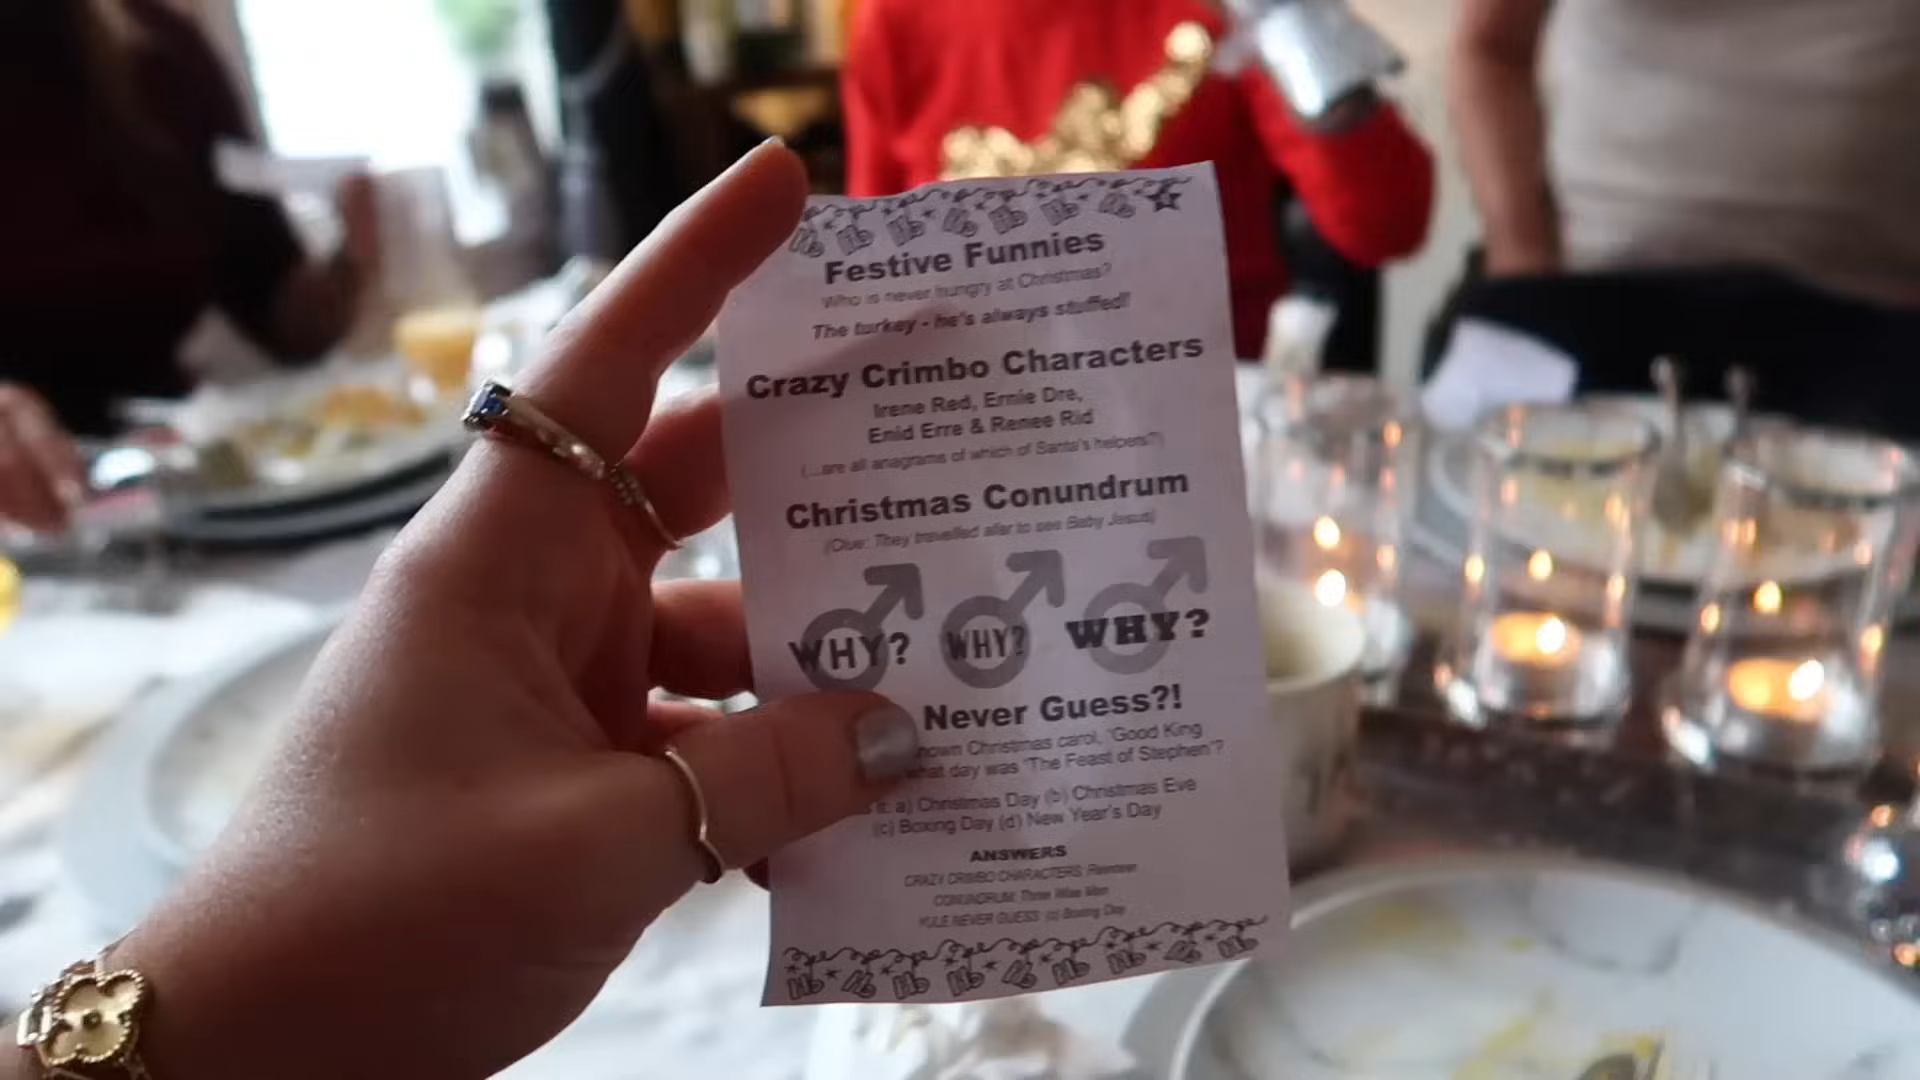 Festive Funnies
Who is never hungry at Christmas?
The turkey - he's always stuffed!
Crazy Crimbo Characters
Irene Red, Ernie Dre,
Enid Erre & Renee Rid
(...are all anagrams of which of Santa's helpers?)
Christmas Conundrum
(Clue: They travelled afar to see Baby Jesus)
WHY? WHY? WHY?
Never Guess?!
nown Christmas carol, 'Good King
hat day was 'The Feast of Stephen'?
it: a) Christmas Day (b) Christmas Eve
(c) Boxing Day (d) New Year's Day
ANSWERS
CRAZY CRIMBO CHARACTERS: Reindeer
CONUNDRUM: Three Wise Men
YULE NEVER GUESS: (c) Boxing Day